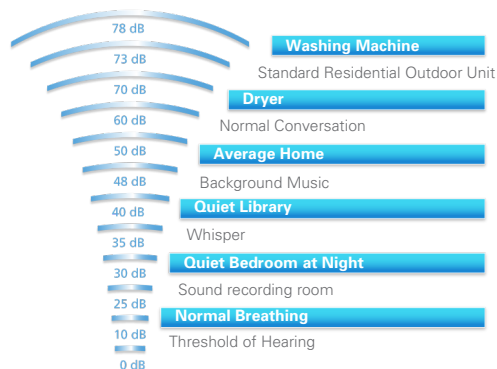 78 dB
Washing Machine
73 dB
Standard Residential Outdoor Unit
70 dB
Dryer
60 dB
Normal Conversation
50 dB
Average Home
48 dB
Background Music
40 dB
Quiet Library
35 dB
Whisper
30 dB
Quiet Bedroom at Night
25 dB
Sound recording room
10 dB
Normal Breathing
0 dB
Threshold of Hearing